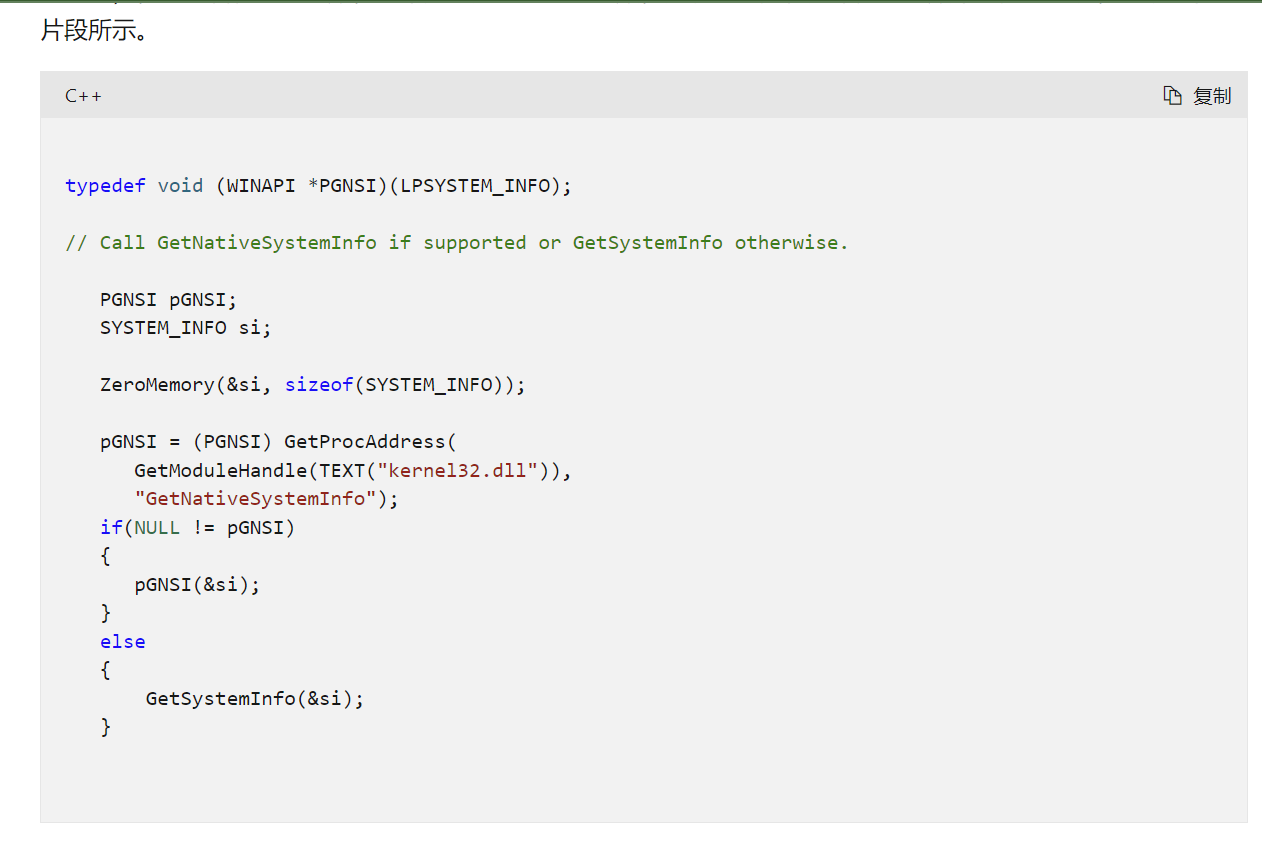 片段所示。
C++
复制
typedef void (WINAPI *PGNSI)(LPSYSTEM_INFO);
// Call GetNativeSystemInfo if supported or GetSystemInfo otherwise.
PGNSI pGNSI;
SYSTEM_INFO si;
ZeroMemory(&si, sizeof(SYSTEM_INFO));
pGNSI = (PGNSI) GetProcAddress(
GetModuleHandle(TEXT("kernel32.dll")),
"GetNativeSystemInfo");
if(NULL != pGNSI)
{
pGNSI(&si);
}
else
{
GetSystemInfo(&si);
}